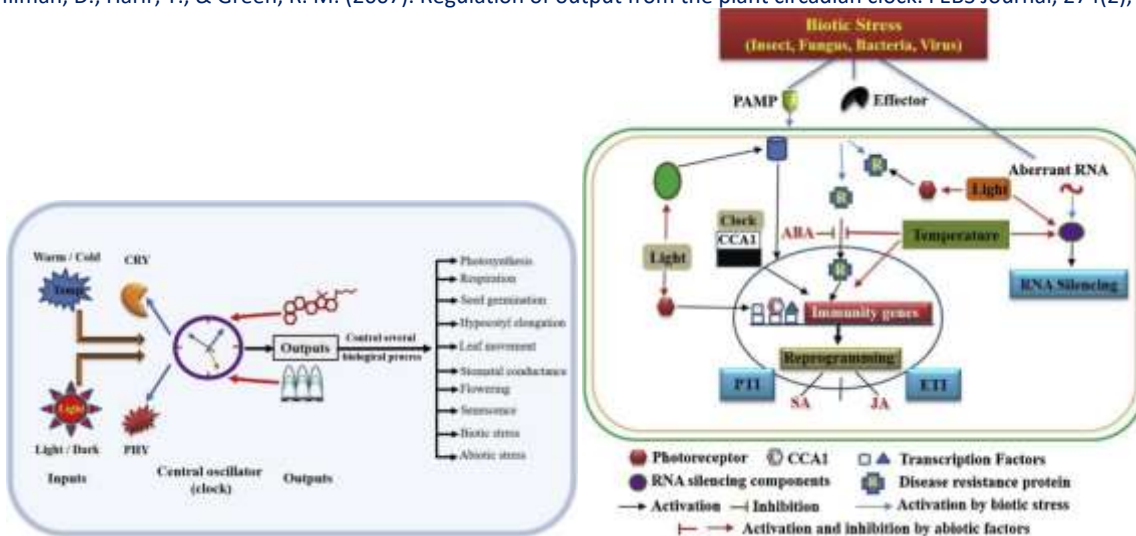 D., Harir, Y., & Green, R. M. (2007). Regulation of output from the plant circadian clock. FEBS Journal, 274(2),
Biotic Stress
(Insect, Fungus, Bacteria, Virus)
PAMP
Effector
Aberrant RNA
R
Light
R
Clock
CCA1
ABA
Temperature
Light
R
RNA Silencing
Immunity genes
Reprogramming
PTI
ETI
SA
JA
Photoreceptor
CCA1
Transcription Factors
RNA silencing components
R
Disease resistance protein
Activation
Inhibition
Activation by biotic stress
Activation and inhibition by abiotic factors
Warm / Cold
CRY
Temp
Photosynthesis
Respiration
Seed germination
Hypocotyl elongation
Outputs
Control several
biological process
Leaf movement
Stomatal conductance
Flowering
Senescence
Biotic stress
Abiotic stress
Light
Light / Dark
PHY
Inputs
Central oscillator
(clock)
Outputs